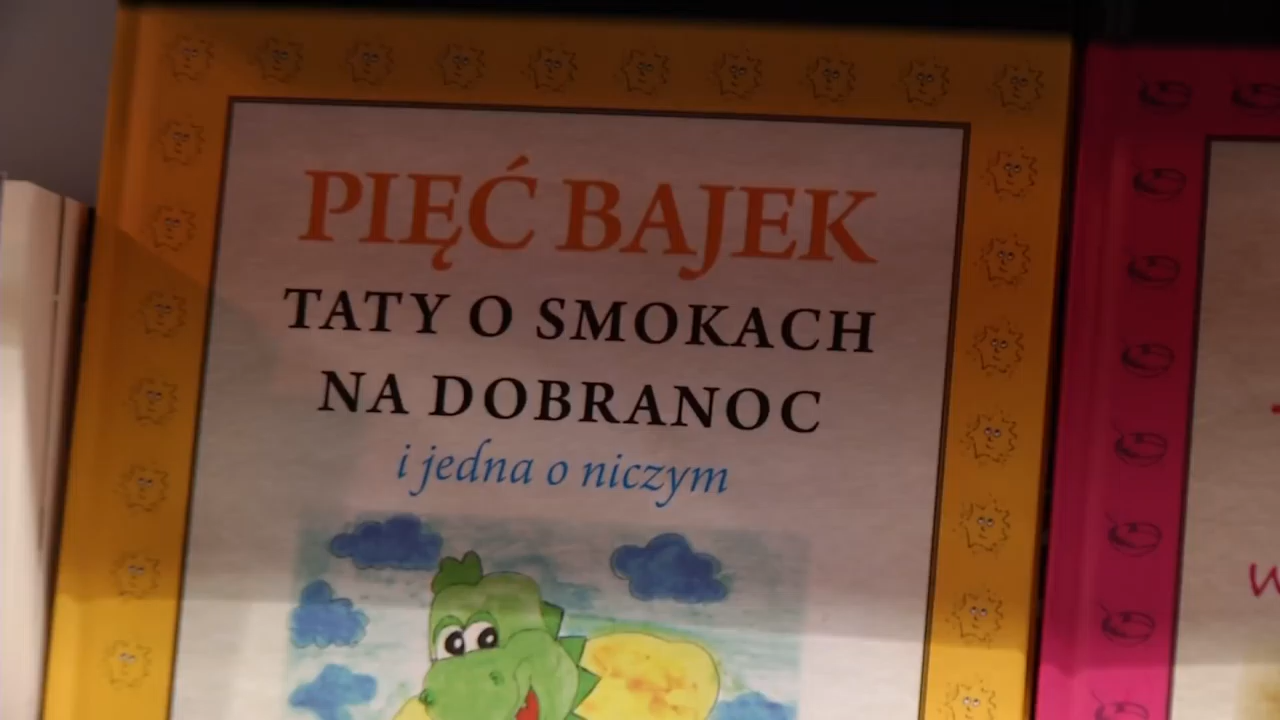 PIĘĆ BAJEK
TATY O SMOKACH
NA DOBRANOC
i jedna o niczym